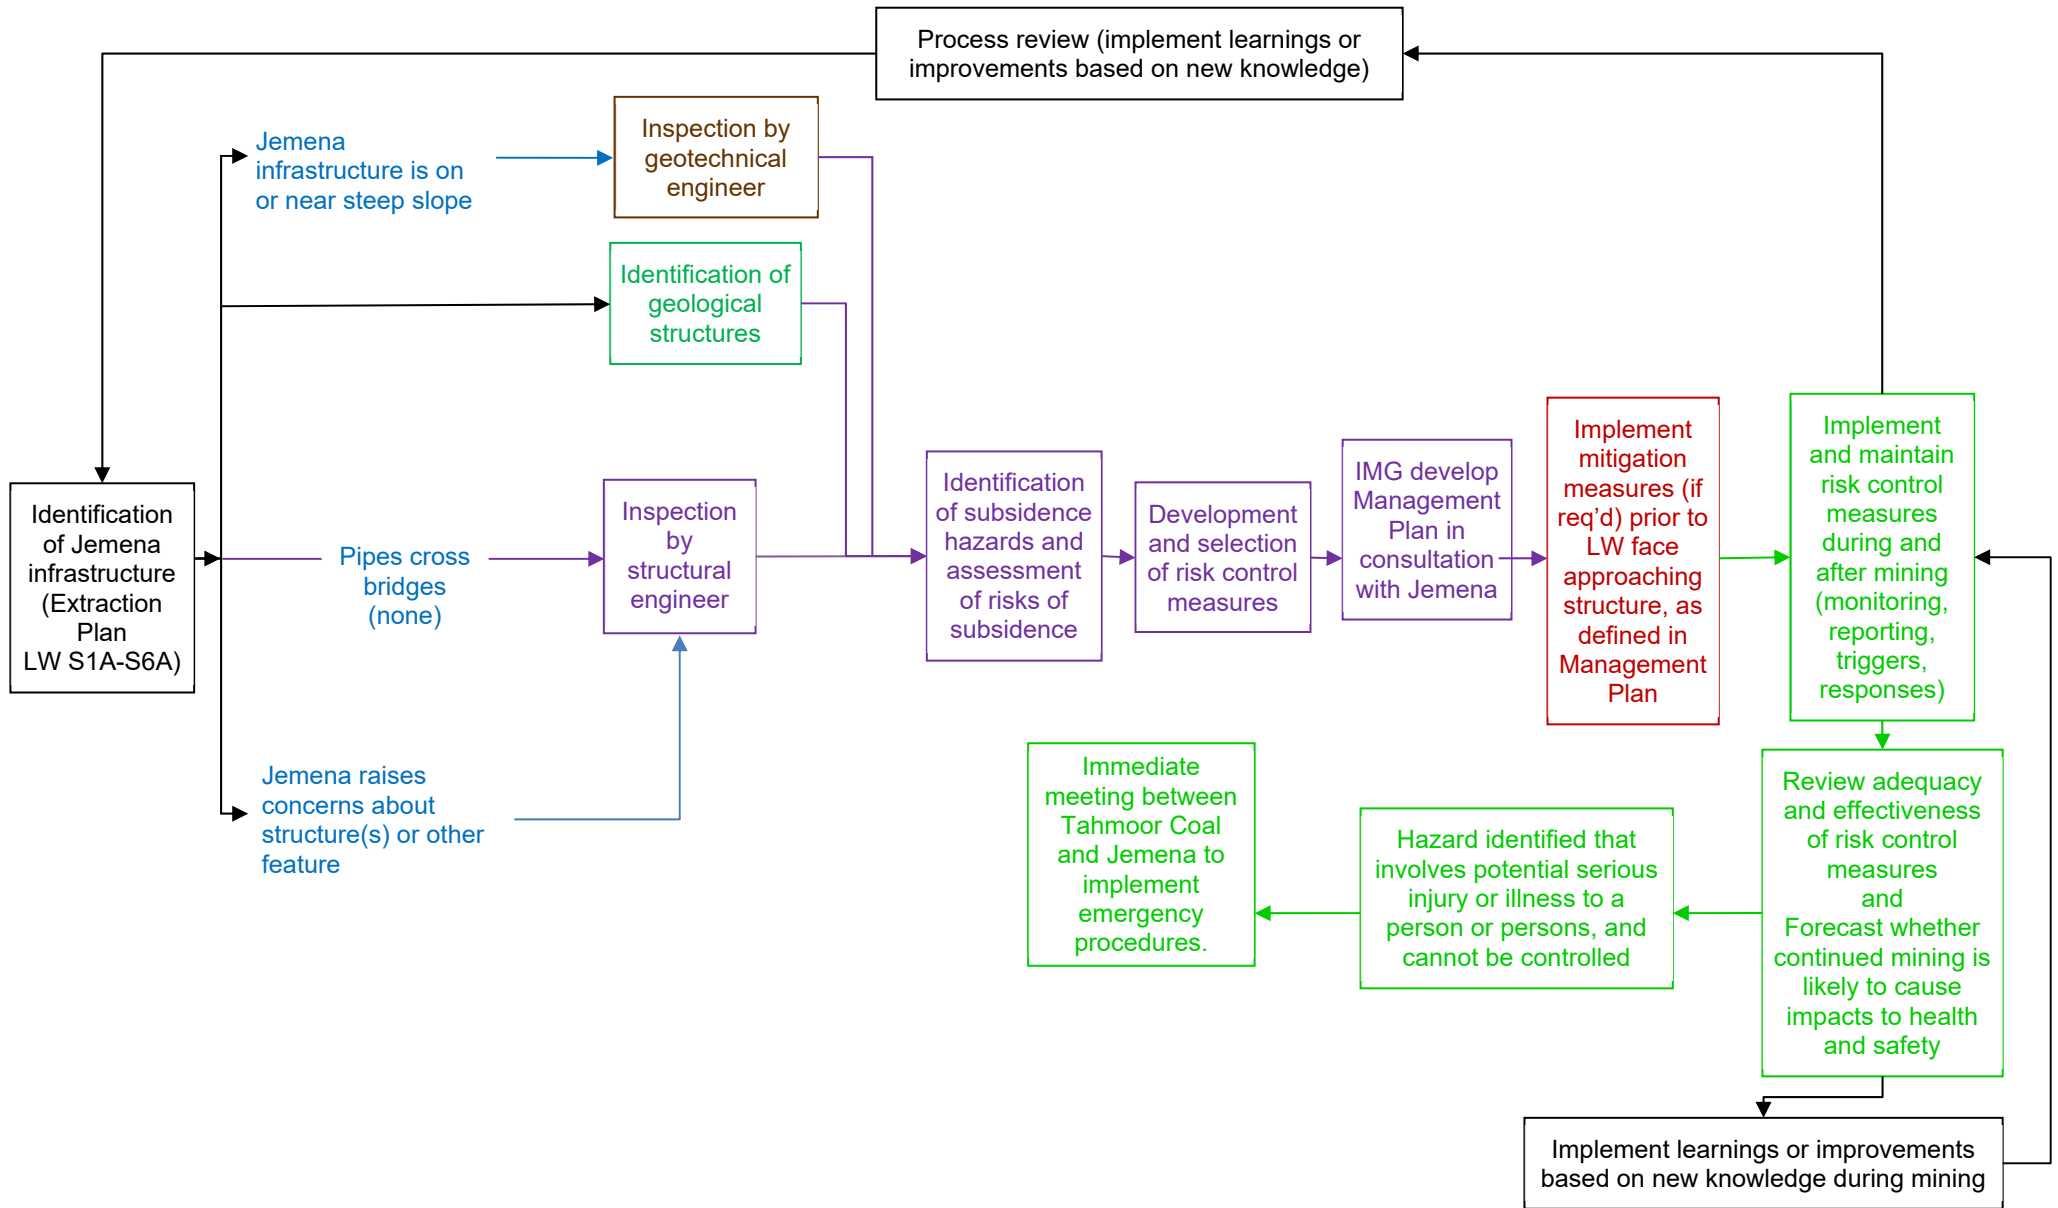 Process review (implement learnings or
improvements based on new knowledge)
Jemena
infrastructure is on
or near steep slope
Inspection by
geotechnical
engineer
Identification of
geological
structures
Identification
of Jemena
infrastructure
(Extraction
Plan
LW S1A-S6A)
Pipes cross
bridges
(none)
Inspection
by
structural
engineer
Jemena raises
concerns about
structure(s) or other
feature
Identification
of subsidence
hazards and
assessment
of risks of
subsidence
Development
and selection
of risk control
measures
IMG develop
Management
Plan in
consultation
with Jemena
Implement
mitigation
measures (if
req'd) prior to
LW face
approaching
structure, as
defined in
Management
Plan
Implement
and maintain
risk control
measures
during and
after mining
(monitoring,
reporting,
triggers,
responses)
Review adequacy
and effectiveness
of risk control
measures
and
Forecast whether
continued mining is
likely to cause
impacts to health
and safety
Hazard identified that
involves potential serious
injury or illness to a
person or persons, and
cannot be controlled
Immediate
meeting between
Tahmoor Coal
and Jemena to
implement
emergency
procedures.
Implement learnings or improvements
based on new knowledge during mining